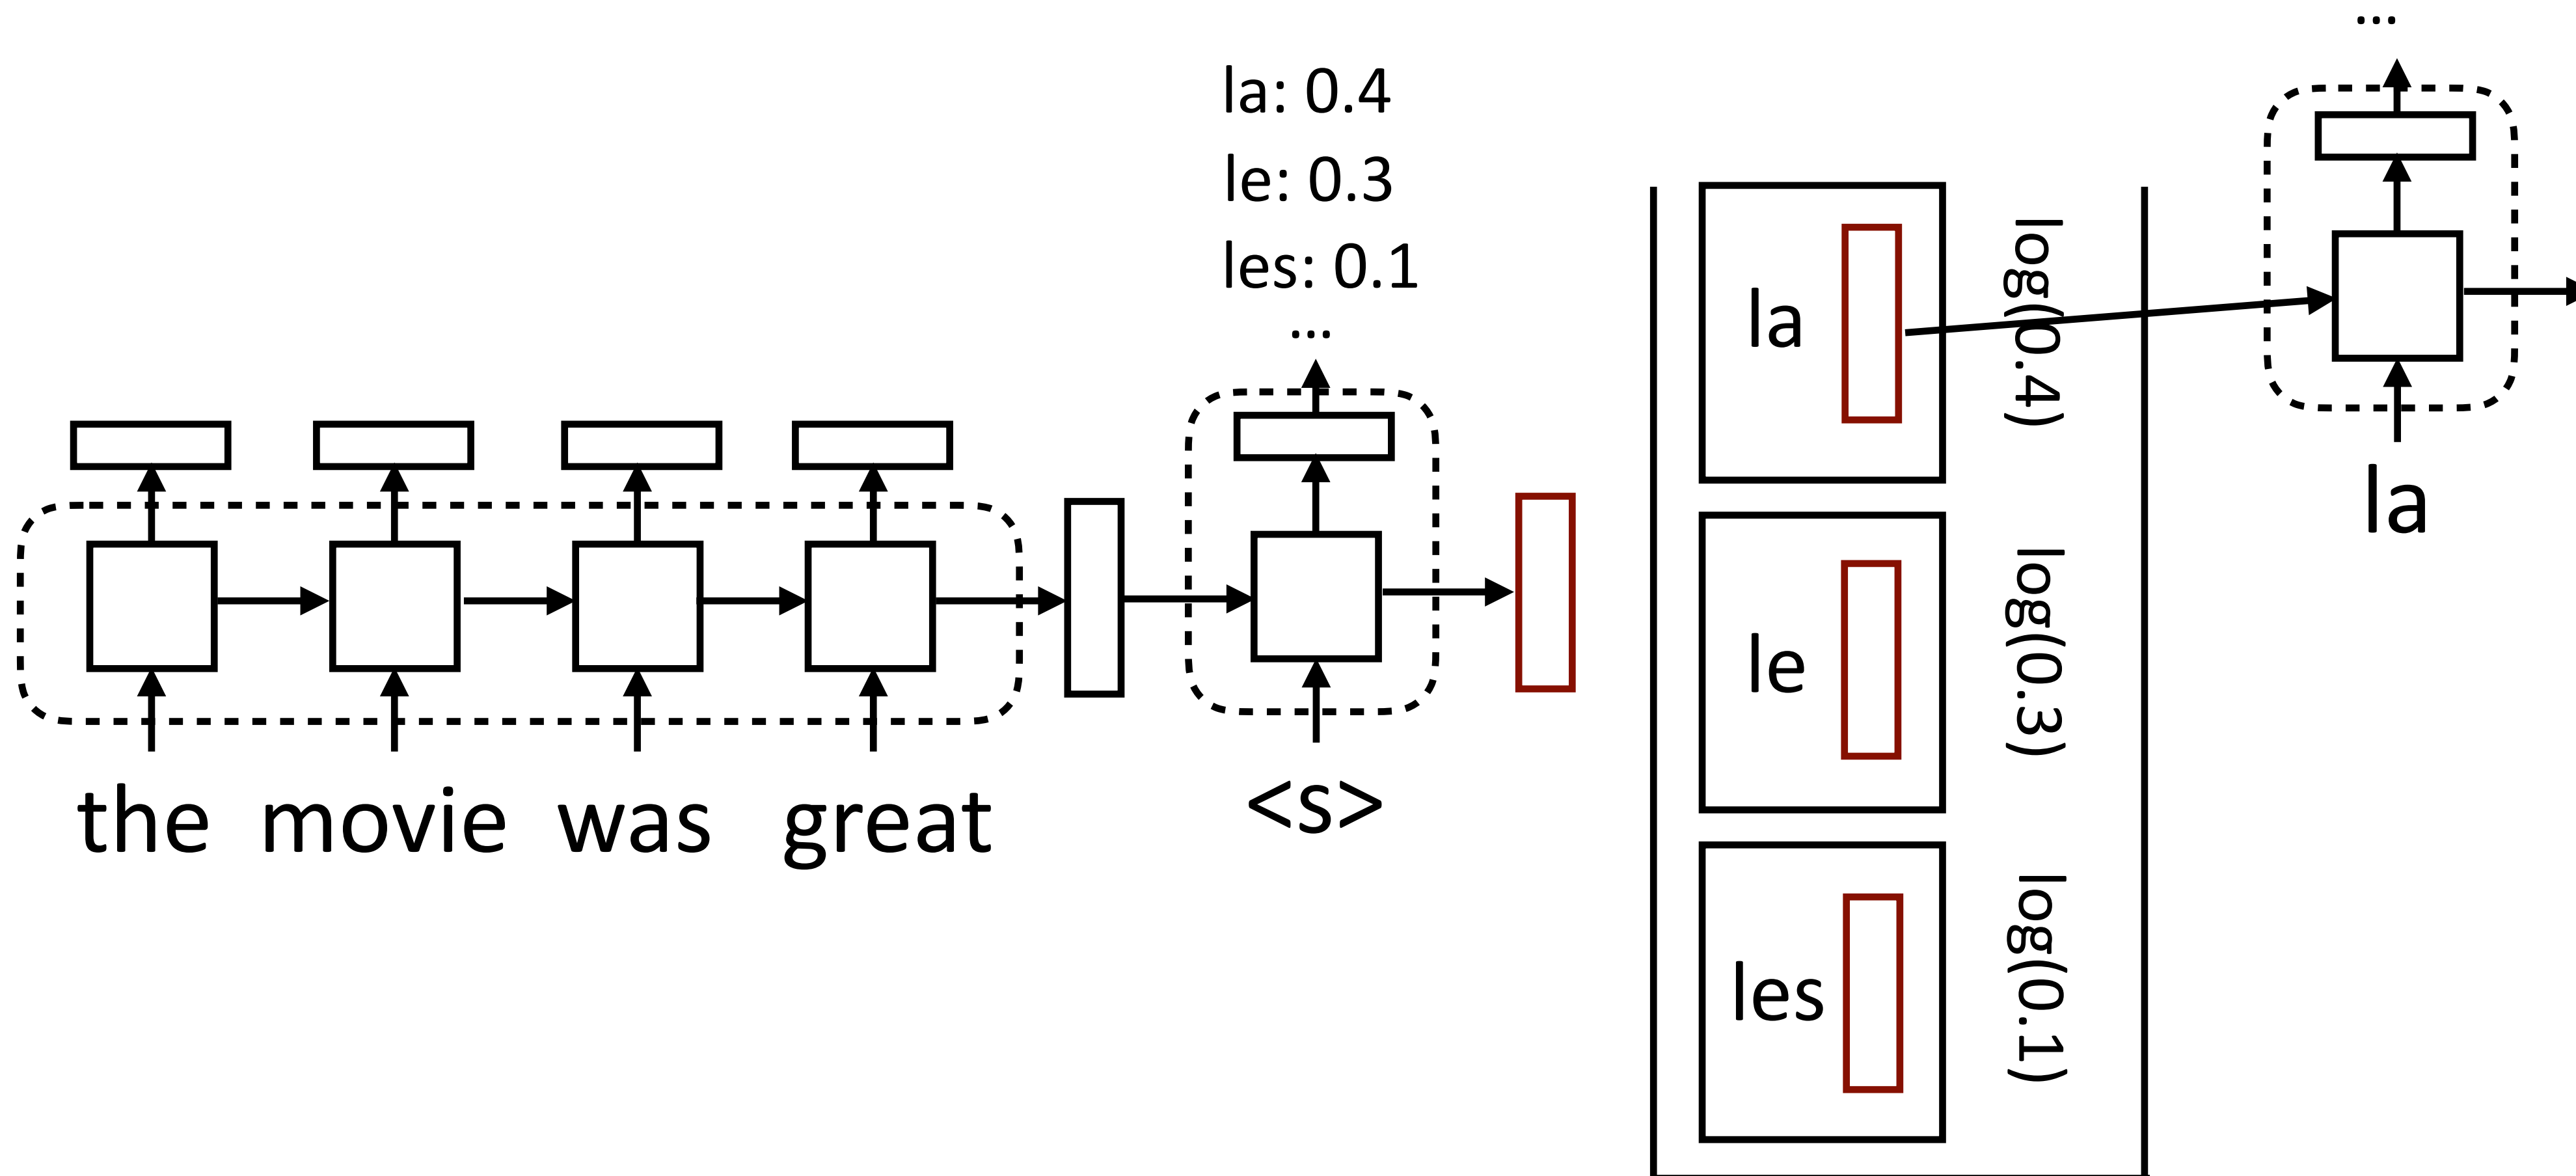 la: 0.4
le: 0.3
les: 0.1
...
the movie was great
<s>
la
log(0.4)
le
log(0.3)
les
log(0.1)
...
la